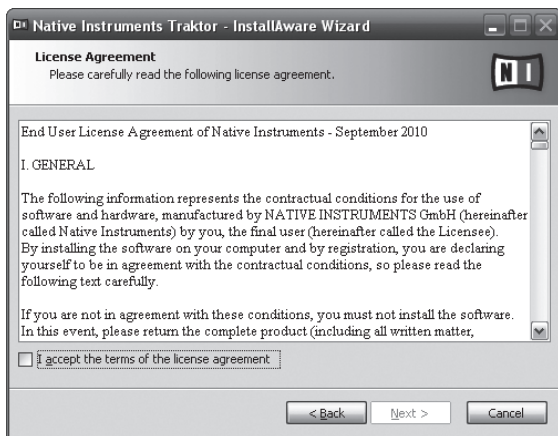 Native Instruments Traktor - InstallAware Wizard
License Agreement
Please carefully read the following license agreement.
N I
End User License Agreement of Native Instruments - September 2010
I. GENERAL
The following information represents the contractual conditions for the use of
software and hardware, manufactured by NATIVE INSTRUMENTS GmbH (hereinafter
called Native Instruments) by you, the final user (hereinafter called the Licensee).
By installing the software on your computer and by registration, you are declaring
yourself to be in agreement with the contractual conditions, so please read the
following text carefully.
If you are not in agreement with these conditions, you must not install the software.
In this event, please return the complete product (including all written matter,
I accept the terms of the license agreement
< Back Next > Cancel